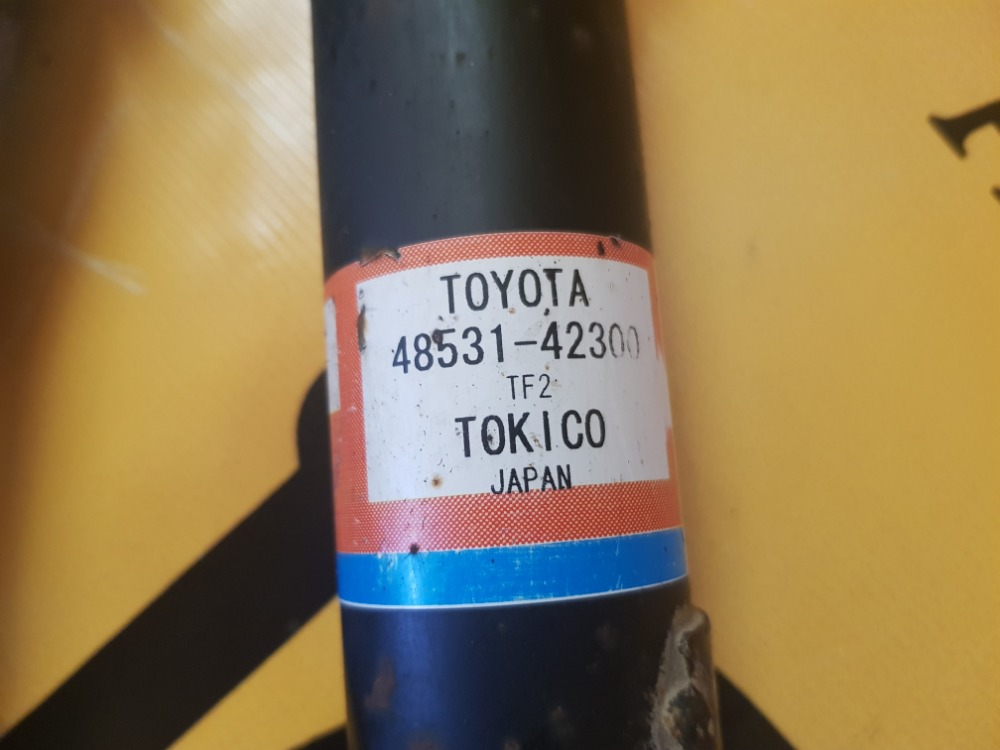 TOYOTA
48531-42300
TF2
TOKICO
JAPAN